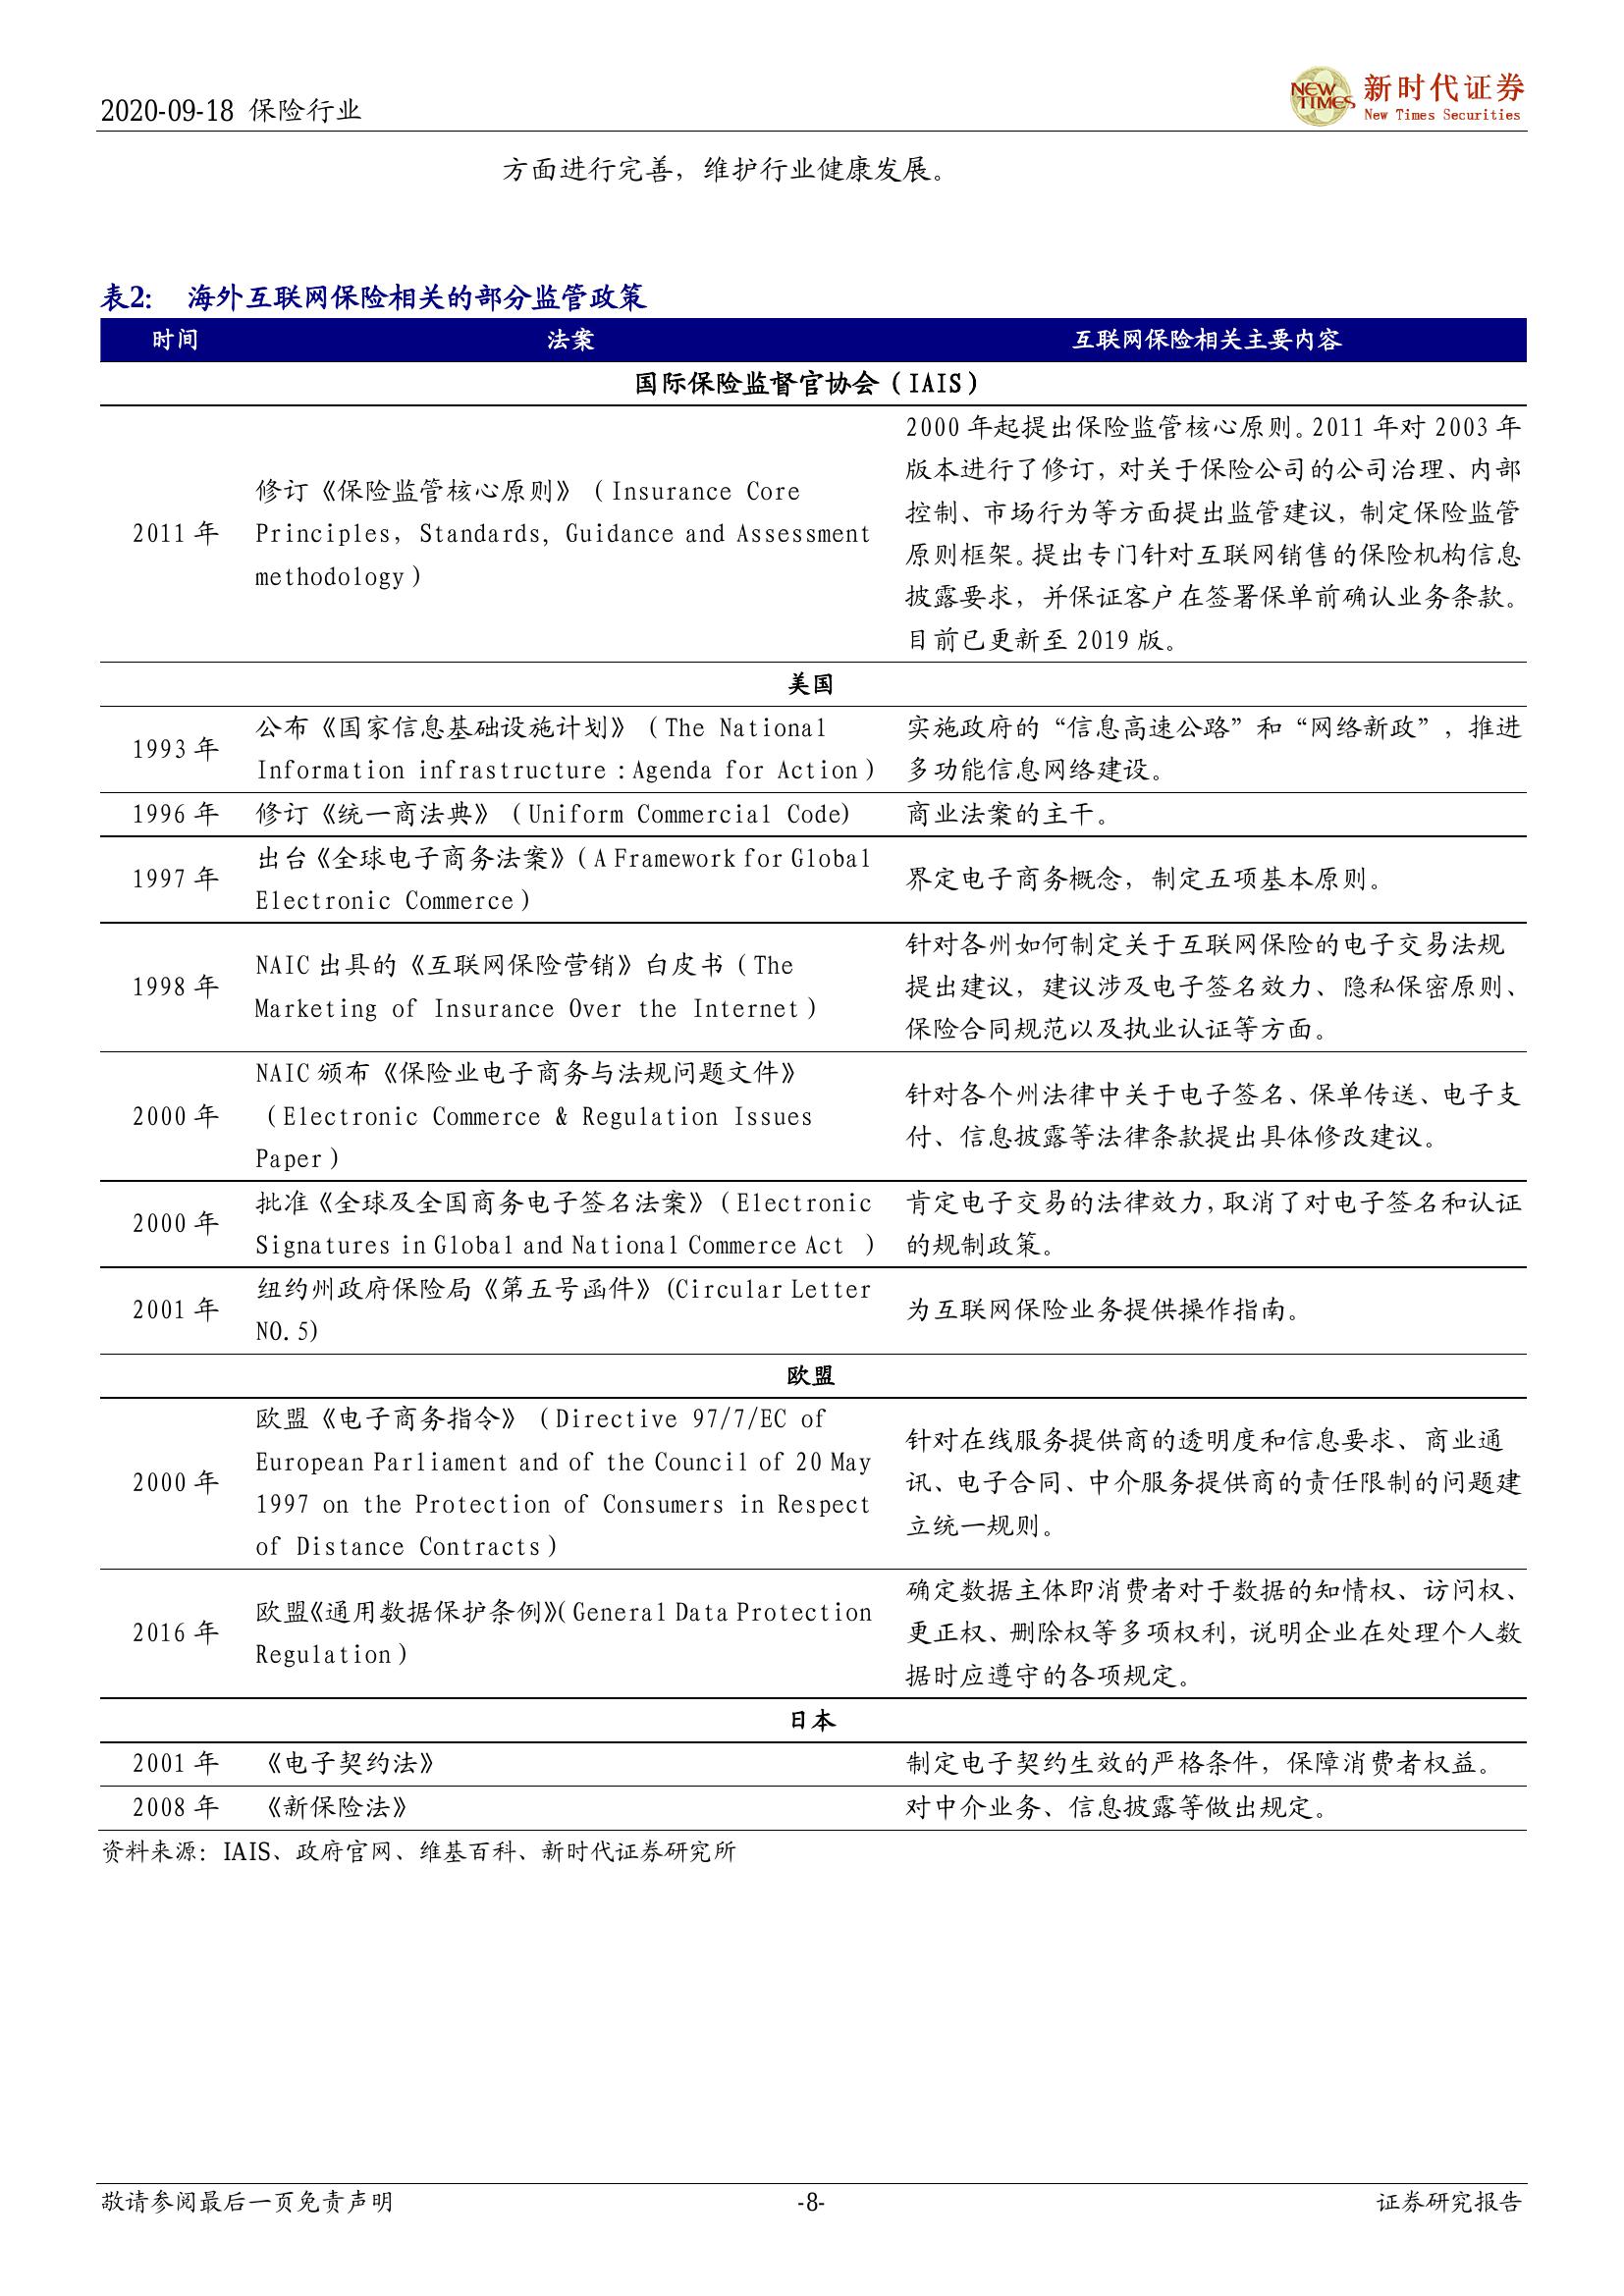 2020-09-18 保险行业
NEW TIMES 新时代证券
New Times Securities
方面进行完善，维护行业健康发展。
表2： 海外互联网保险相关的部分监管政策
时间 法案 互联网保险相关主要内容
国际保险监督官协会（IAIS）
2011 年
修订《保险监管核心原则》（Insurance Core
Principles, Standards, Guidance and Assessment
methodology）
2000 年起提出保险监管核心原则。2011 年对 2003 年
版本进行了修订，对关于保险公司的公司治理、内部
控制、市场行为等方面提出监管建议，制定保险监管
原则框架。提出专门针对互联网销售的保险机构信息
披露要求，并保证客户在签署保单前确认业务条款。
目前已更新至 2019 版。
美国
1993 年
公布《国家信息基础设施计划》（The National
Information infrastructure：Agenda for Action）
实施政府的“信息高速公路”和“网络新政”，推进
多功能信息网络建设。
1996 年 修订《统一商法典》（Uniform Commercial Code) 商业法案的主干。
1997 年
出台《全球电子商务法案》（A Framework for Global
Electronic Commerce）
界定电子商务概念，制定五项基本原则。
1998 年
NAIC 出具的《互联网保险营销》白皮书（The
Marketing of Insurance Over the Internet）
针对各州如何制定关于互联网保险的电子交易法规
提出建议，建议涉及电子签名效力、隐私保密原则、
保险合同规范以及执业认证等方面。
2000 年
NAIC 颁布《保险业电子商务与法规问题文件》
（Electronic Commerce & Regulation Issues
Paper）
针对各个州法律中关于电子签名、保单传送、电子支
付、信息披露等法律条款提出具体修改建议。
2000 年
批准《全球及全国商务电子签名法案》（Electronic
Signatures in Global and National Commerce Act ）
肯定电子交易的法律效力，取消了对电子签名和认证
的规制政策。
2001 年
纽约州政府保险局《第五号函件》(Circular Letter
NO.5)
为互联网保险业务提供操作指南。
欧盟
2000 年
欧盟《电子商务指令》（Directive 97/7/EC of
European Parliament and of the Council of 20 May
1997 on the Protection of Consumers in Respect
of Distance Contracts）
针对在线服务提供商的透明度和信息要求、商业通
讯、电子合同、中介服务提供商的责任限制的问题建
立统一规则。
2016 年
欧盟《通用数据保护条例》（General Data Protection
Regulation）
确定数据主体即消费者对于数据的知情权、访问权、
更正权、删除权等多项权利，说明企业在处理个人数
据时应遵守的各项规定。
日本
2001 年 《电子契约法》 制定电子契约生效的严格条件，保障消费者权益。
2008 年 《新保险法》 对中介业务、信息披露等做出规定。
资料来源：IAIS、政府官网、维基百科、新时代证券研究所
敬请参阅最后一页免责声明 -8- 证券研究报告